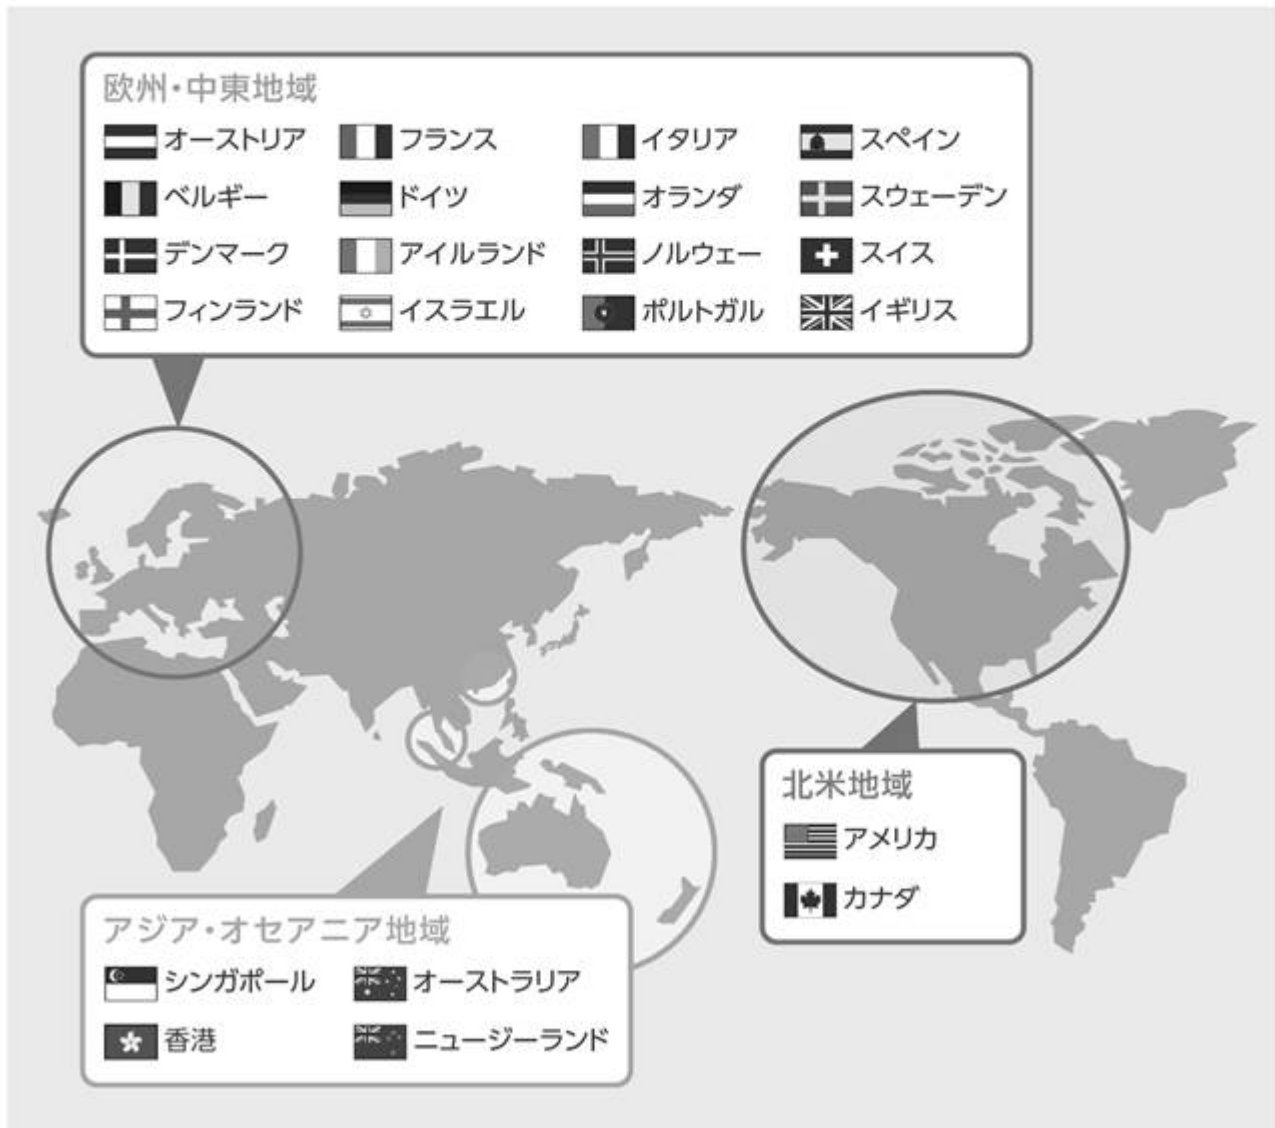 欧州・中東地域
オーストリア フランス イタリア スペイン
ベルギー ドイツ オランダ スウェーデン
デンマーク アイルランド ノルウェー スイス
フィンランド イスラエル ポルトガル イギリス
北米地域
アメリカ
カナダ
アジア・オセアニア地域
シンガポール オーストラリア
香港 ニュージーランド